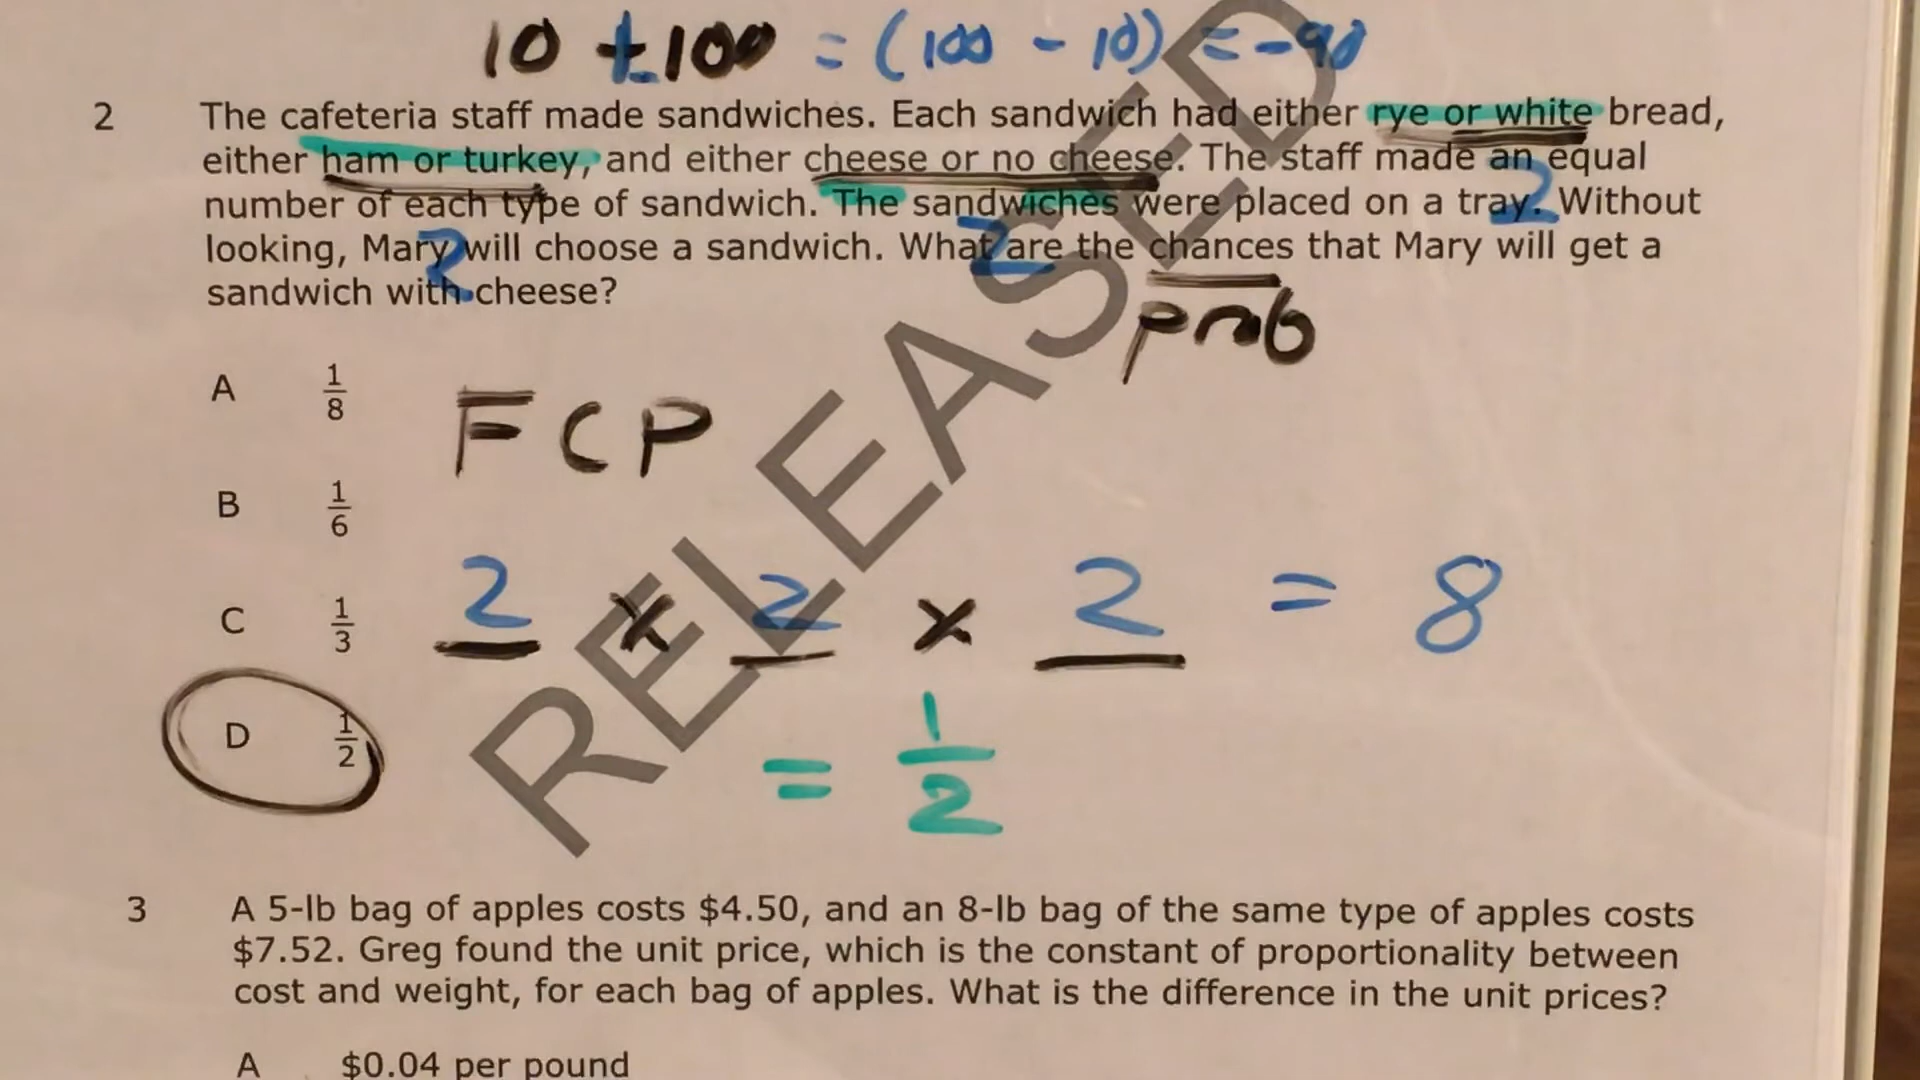 10 + 100 = (100 - 10) = -90
2 The cafeteria staff made sandwiches. Each sandwich had either rye or white bread,
either ham or turkey, and either cheese or no cheese. The staff made an equal
number of each type of sandwich. The sandwiches were placed on a tray. Without
looking, Mary will choose a sandwich. What are the chances that Mary will get a
sandwich with cheese?
2
2
2
prob
A 1/8
FCP
B 1/6
C 1/3
2 × 2 × 2 = 8
D 1/2
= 1/2
RELEASED
3 A 5-lb bag of apples costs $4.50, and an 8-lb bag of the same type of apples costs
$7.52. Greg found the unit price, which is the constant of proportionality between
cost and weight, for each bag of apples. What is the difference in the unit prices?
A $0.04 per pound